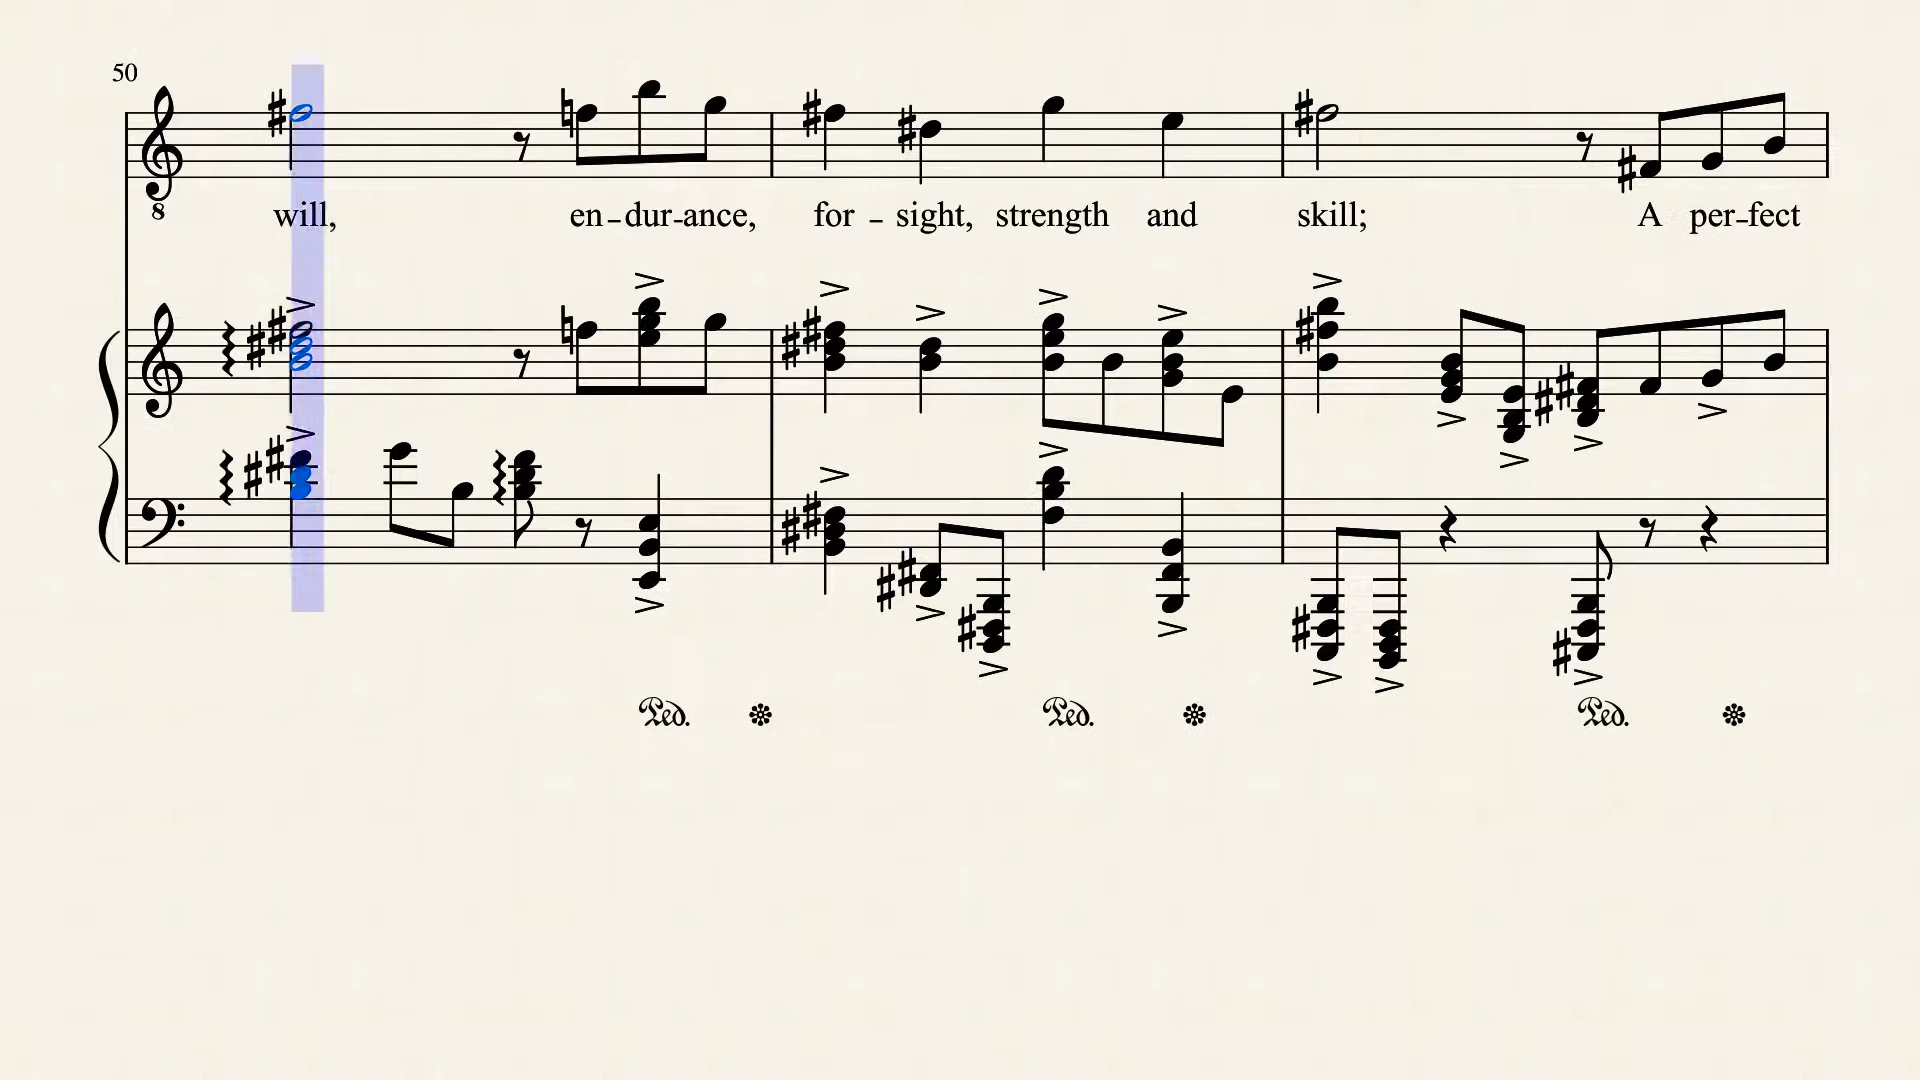 50
8
will, en-dur-ance, for-sight, strength and skill; A per-fect
Ped. Ped. Ped.